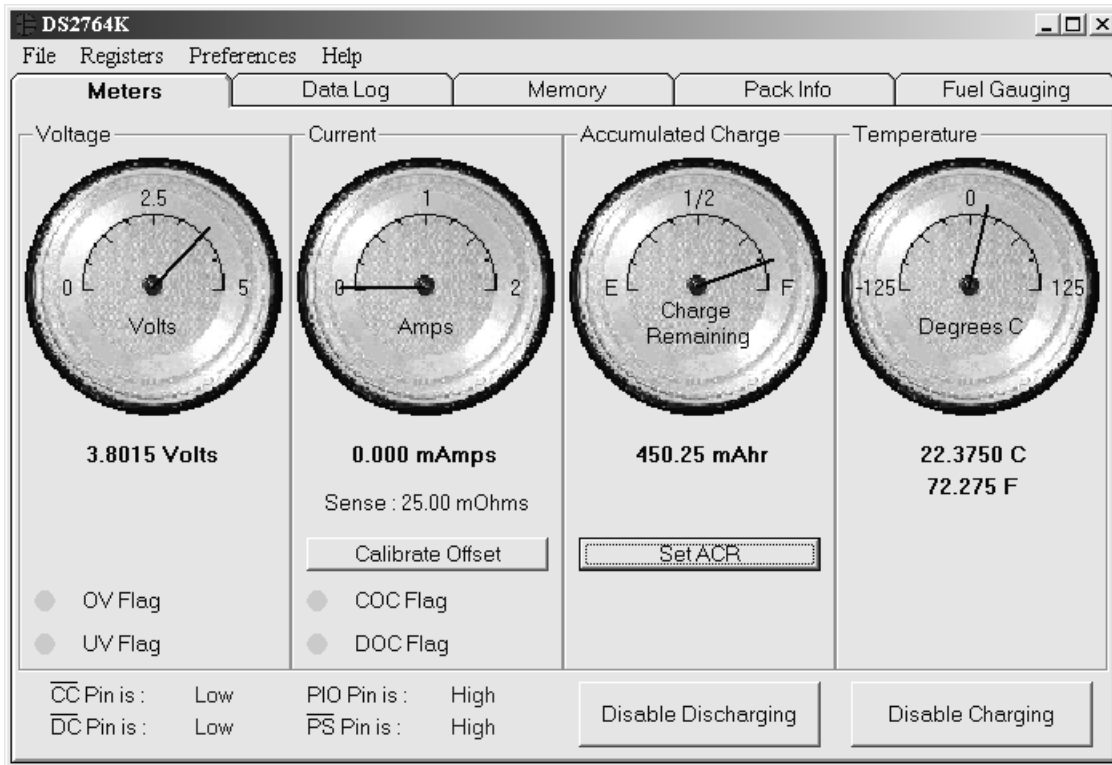 DS2764K
File Registers Preferences Help
Meters Data Log Memory Pack Info Fuel Gauging
Voltage
2.5
0 5
Volts
3.8015 Volts
OV Flag
UV Flag
Current
1
0 2
Amps
0.000 mAmps
Sense : 25.00 mOhms
Calibrate Offset
COC Flag
DOC Flag
Accumulated Charge
1/2
E F
Charge
Remaining
450.25 mAhr
Set ACR
Temperature
0
-125 125
Degrees C
22.3750 C
72.275 F
C̅C̅ Pin is : Low
D̅C̅ Pin is : Low
PIO Pin is : High
P̅S̅ Pin is : High
Disable Discharging
Disable Charging